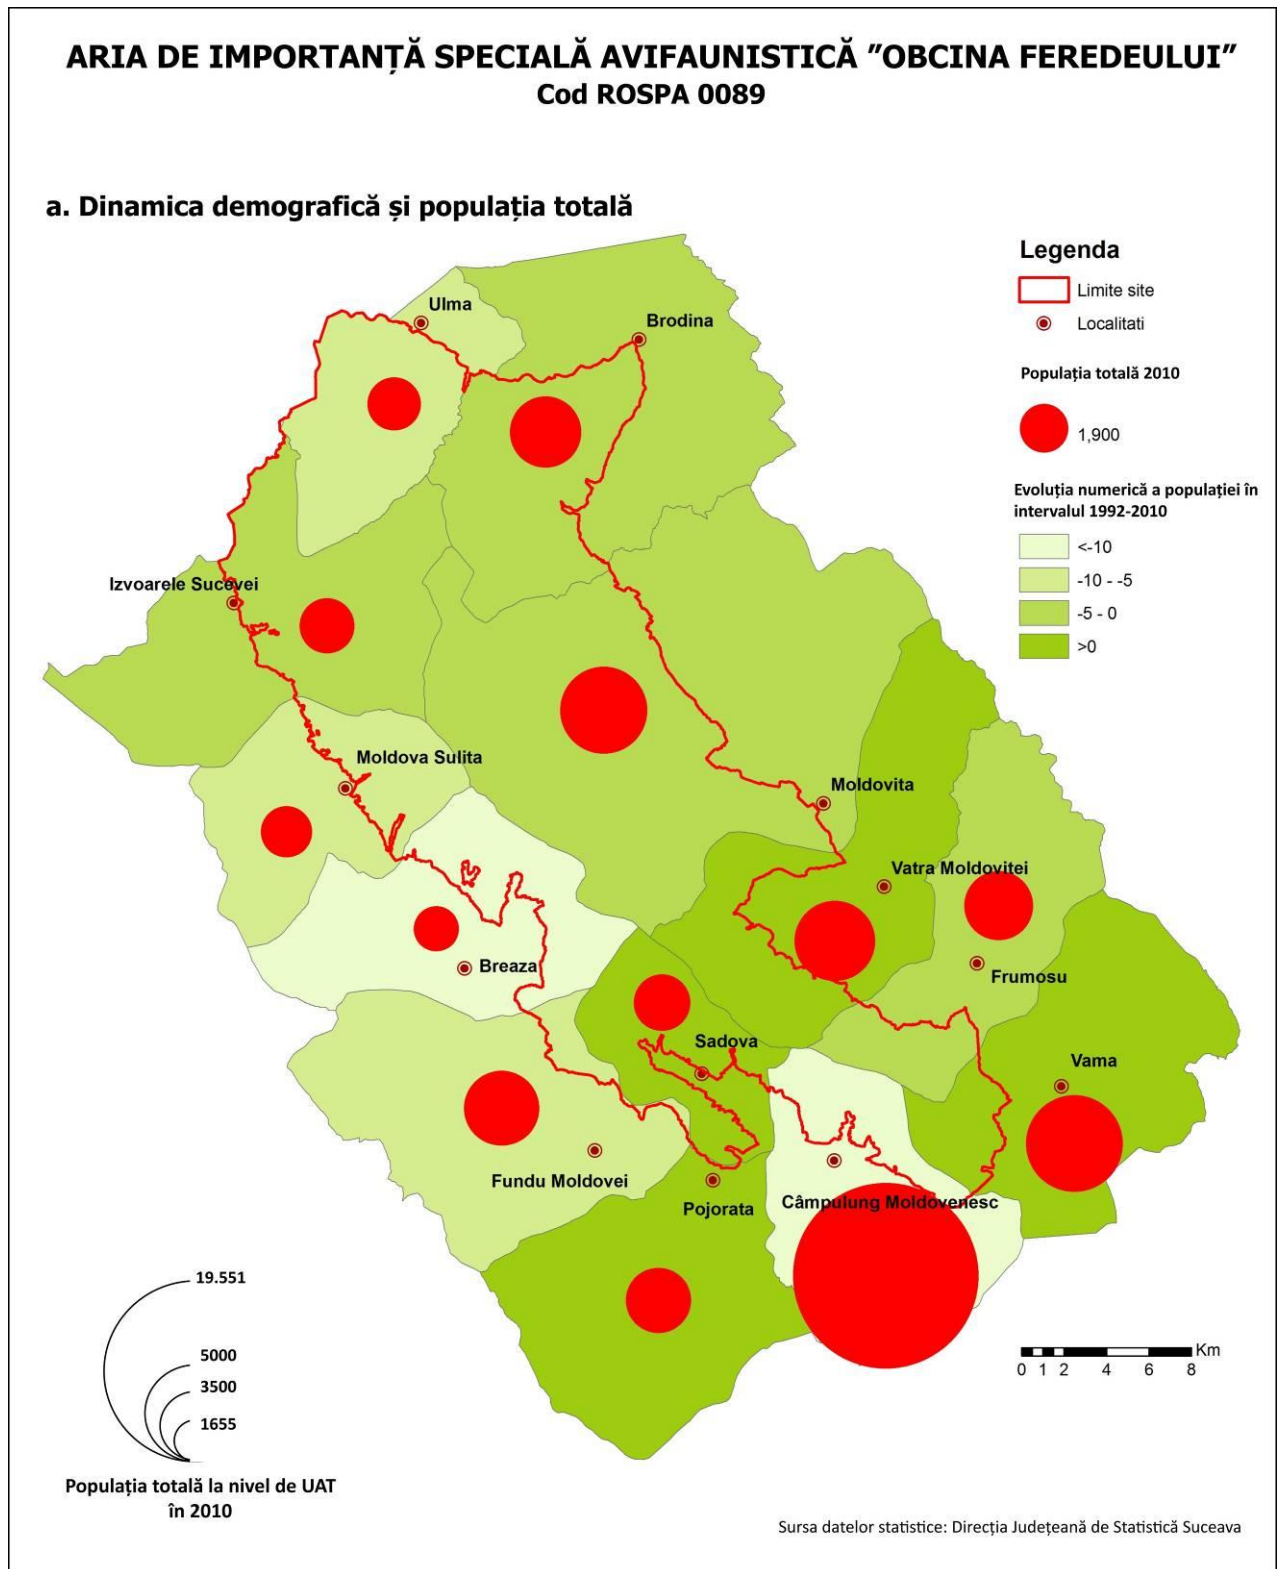 ARIA DE IMPORTANȚĂ SPECIALĂ AVIFAUNISTICĂ ”OBCINA FEREDEULUI”
Cod ROSPA 0089
a. Dinamica demografică și populația totală
Legenda
Limite site
Localitati
Populația totală 2010
1,900
Evoluția numerică a populației în
intervalul 1992-2010
<-10
-10 - -5
-5 - 0
>0
Ulma
Brodina
Izvoarele Sucevei
Moldova Sulita
Moldovita
Vatra Moldovitei
Breaza
Frumosu
Sadova
Vama
Fundu Moldovei
Pojorata
Câmpulung Moldovenesc
19.551
5000
3500
1655
Populația totală la nivel de UAT
în 2010
Km
0 1 2 4 6 8
Sursa datelor statistice: Direcția Județeană de Statistică Suceava